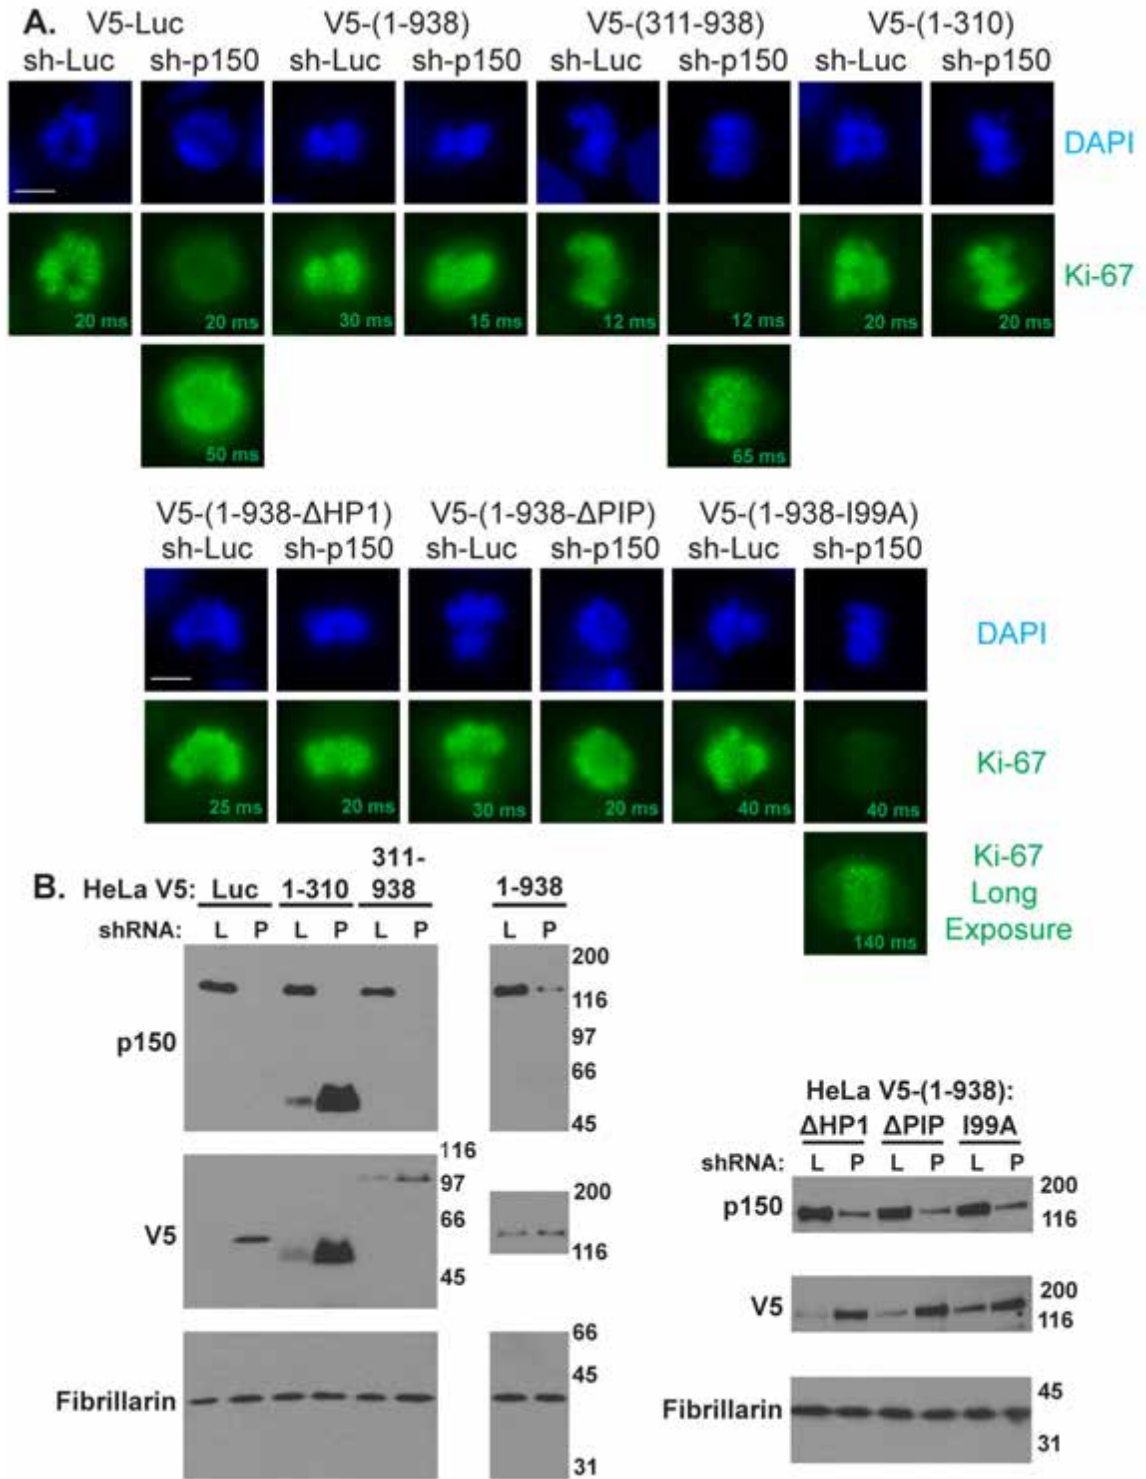 A. V5-Luc V5-(1-938) V5-(311-938) V5-(1-310)
sh-Luc sh-p150 sh-Luc sh-p150 sh-Luc sh-p150 sh-Luc sh-p150
DAPI
Ki-67
20 ms 20 ms 30 ms 15 ms 12 ms 12 ms 20 ms 20 ms
50 ms 65 ms
V5-(1-938-ΔHP1) V5-(1-938-ΔPIP) V5-(1-938-I99A)
sh-Luc sh-p150 sh-Luc sh-p150 sh-Luc sh-p150
DAPI
Ki-67
25 ms 20 ms 30 ms 20 ms 40 ms 40 ms
Ki-67
Long
Exposure
140 ms
B. HeLa V5: Luc 1-310 311-938 1-938
shRNA: L P L P L P L P
p150
200
116
97
66
45
V5
116
97
66
45
200
116
Fibrillarin
66
45
31
HeLa V5-(1-938):
ΔHP1 ΔPIP I99A
shRNA: L P L P L P
p150
200
116
V5
200
116
Fibrillarin
45
31